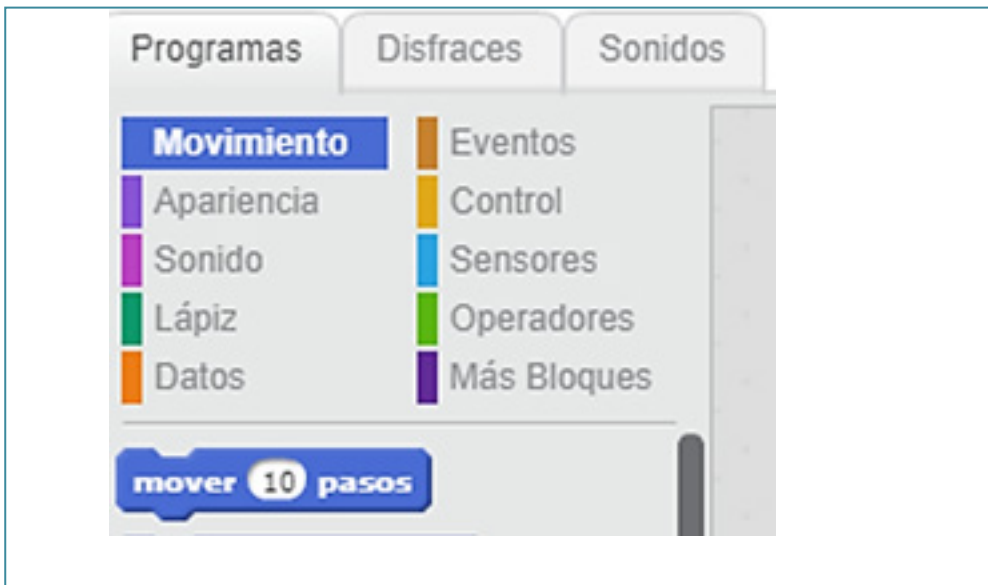 Programas Disfraces Sonidos
Movimiento Eventos
Apariencia Control
Sonido Sensores
Lápiz Operadores
Datos Más Bloques
mover 10 pasos